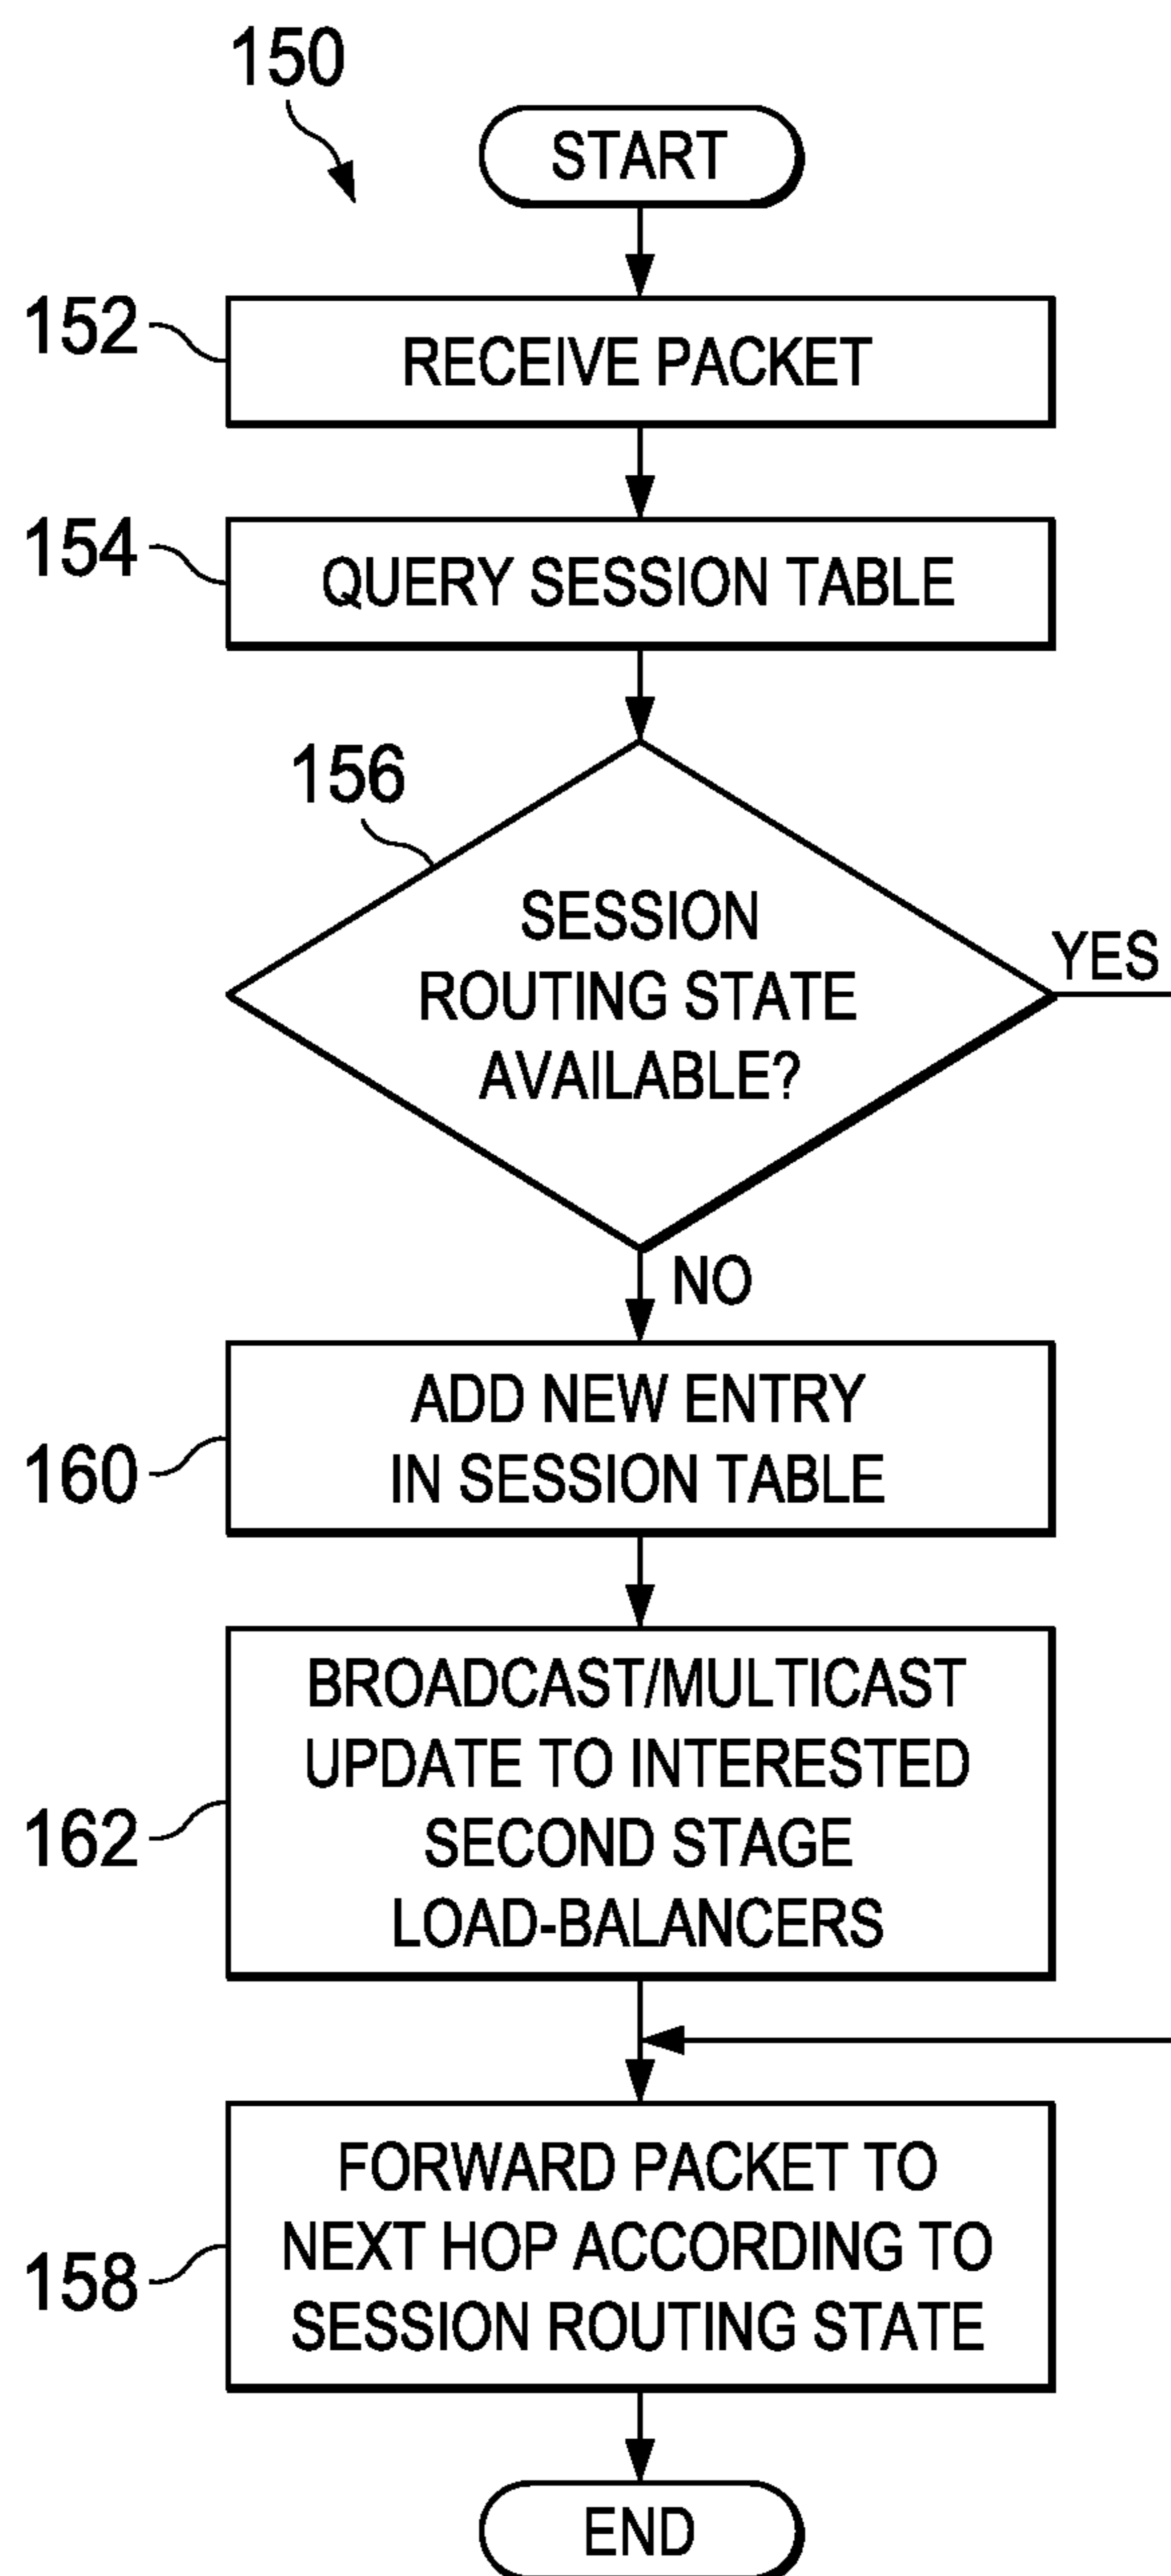 150
START
152
RECEIVE PACKET
154
QUERY SESSION TABLE
156
SESSION
ROUTING STATE
AVAILABLE?
YES
NO
160
ADD NEW ENTRY
IN SESSION TABLE
162
BROADCAST/MULTICAST
UPDATE TO INTERESTED
SECOND STAGE
LOAD-BALANCERS
158
FORWARD PACKET TO
NEXT HOP ACCORDING TO
SESSION ROUTING STATE
END